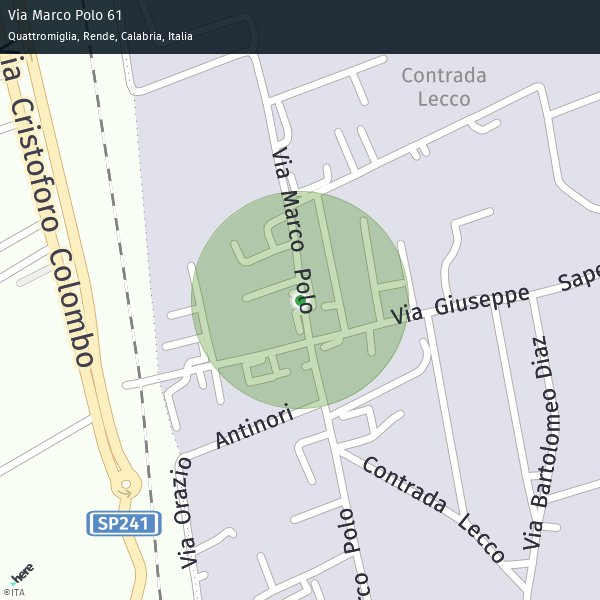 Via Marco Polo 61
Quattromiglia, Rende, Calabria, Italia
Contrada
Lecco
Via Cristoforo Colombo
Via Marco Polo
Via Giuseppe Sape
Antinori
Via Bartolomeo Diaz
Contrada Lecco
Via Orazio
SP241
rco Polo
here
©ITA